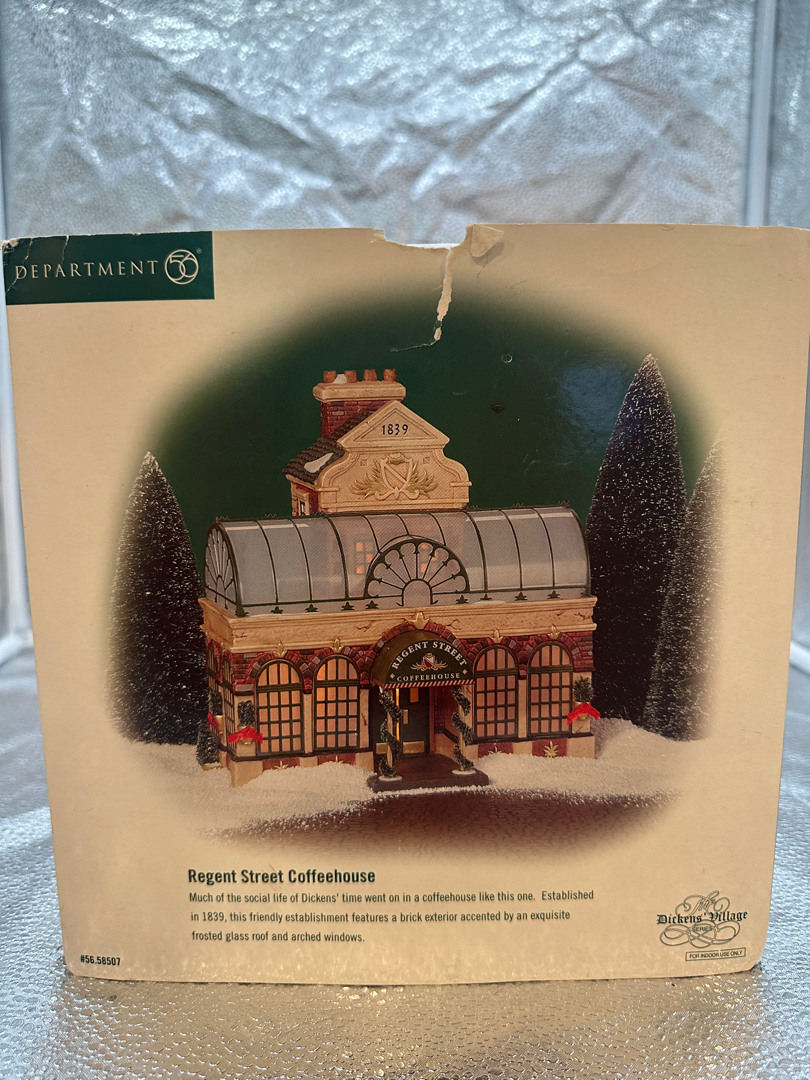 DEPARTMENT 56®
1839
REGENT STREET
COFFEEHOUSE
Regent Street Coffeehouse
Much of the social life of Dickens' time went on in a coffeehouse like this one. Established
in 1839, this friendly establishment features a brick exterior accented by an exquisite
frosted glass roof and arched windows.
#56.58507
The
Dickens' Village
SERIES
FOR INDOOR USE ONLY